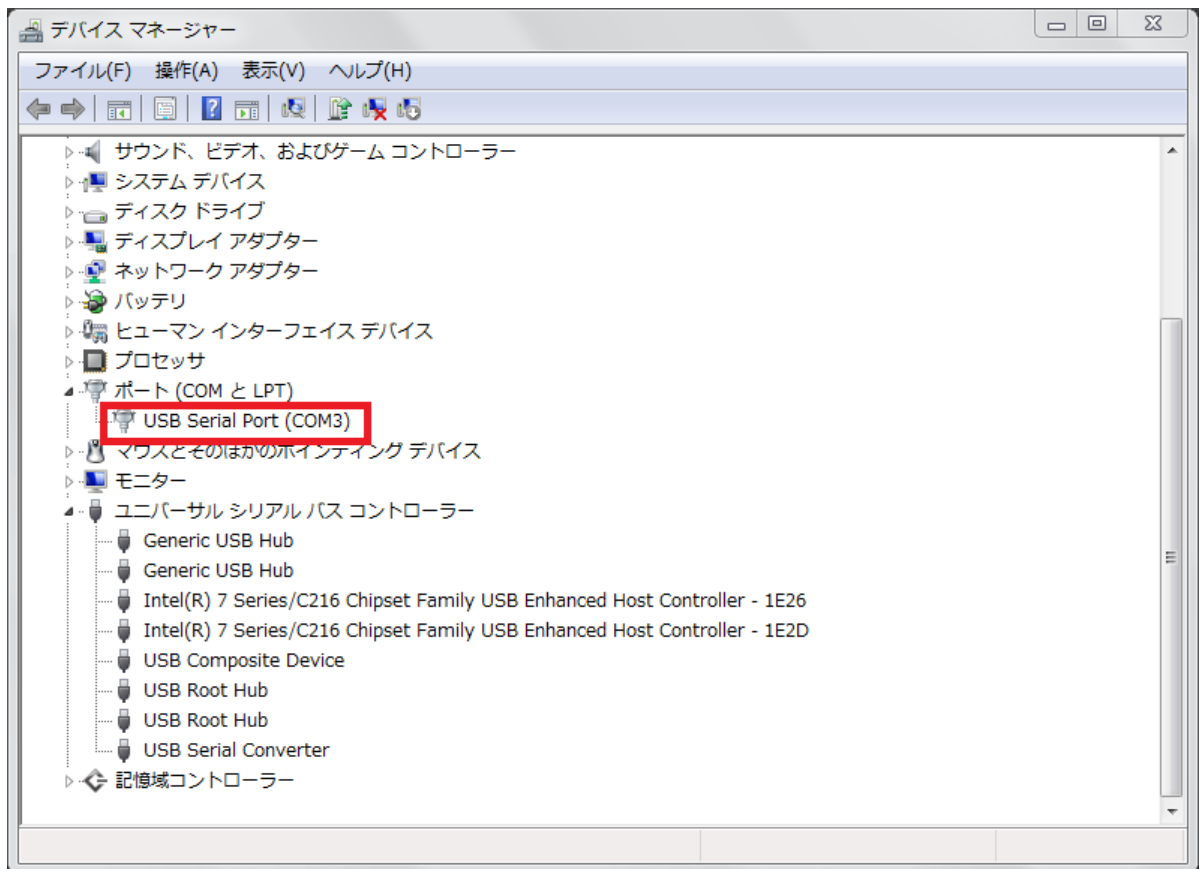 デバイス マネージャー
ファイル(F) 操作(A) 表示(V) ヘルプ(H)
サウンド、ビデオ、およびゲーム コントローラー
システム デバイス
ディスク ドライブ
ディスプレイ アダプター
ネットワーク アダプター
バッテリ
ヒューマン インターフェイス デバイス
プロセッサ
ポート (COM と LPT)
USB Serial Port (COM3)
マウスとそのほかのポインティング デバイス
モニター
ユニバーサル シリアル バス コントローラー
Generic USB Hub
Generic USB Hub
Intel(R) 7 Series/C216 Chipset Family USB Enhanced Host Controller - 1E26
Intel(R) 7 Series/C216 Chipset Family USB Enhanced Host Controller - 1E2D
USB Composite Device
USB Root Hub
USB Root Hub
USB Serial Converter
記憶域コントローラー